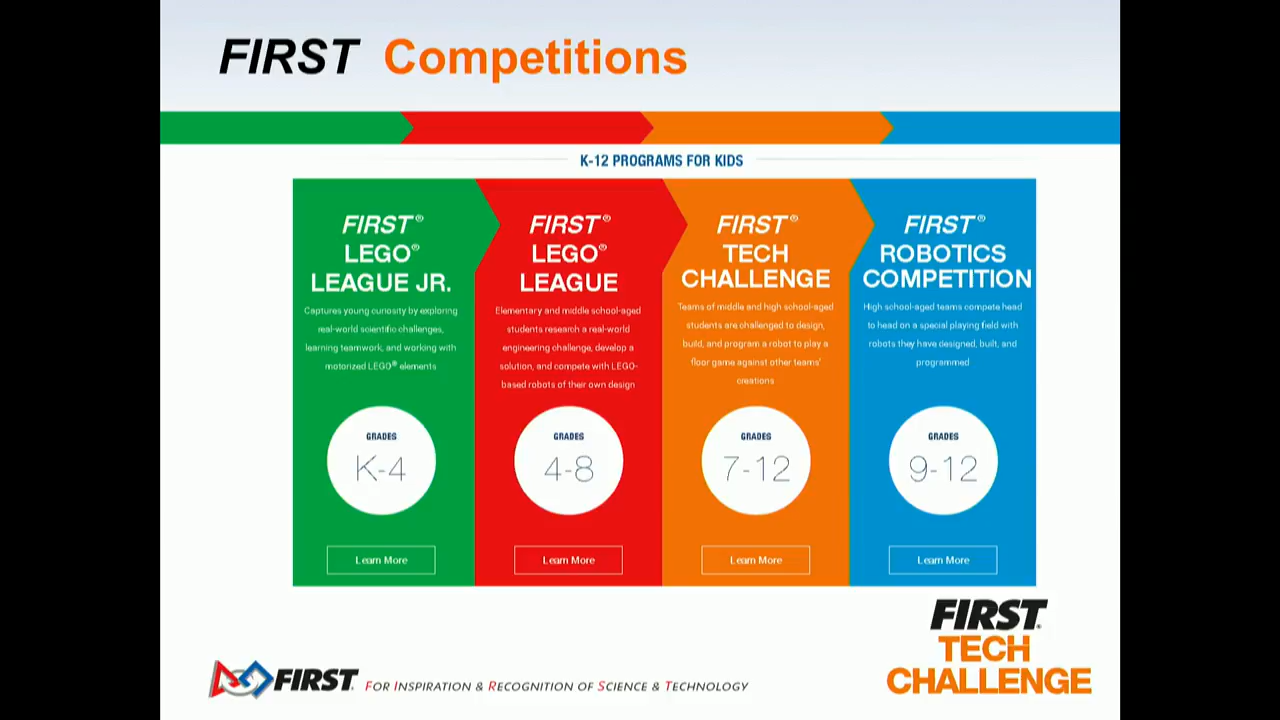 FIRST Competitions
K-12 PROGRAMS FOR KIDS
FIRST®
LEGO®
LEAGUE JR.
Captures young curiosity by exploring
real-world scientific challenges,
learning teamwork, and working with
motorized LEGO® elements
GRADES
K-4
Learn More
FIRST®
LEGO®
LEAGUE
Elementary and middle school-aged
students research a real-world
engineering challenge, develop a
solution, and compete with LEGO-
based robots of their own design
GRADES
4-8
Learn More
FIRST®
TECH
CHALLENGE
Teams of middle and high school-aged
students are challenged to design,
build, and program a robot to play a
floor game against other teams'
creations
GRADES
7-12
Learn More
FIRST®
ROBOTICS
COMPETITION
High school-aged teams compete head
to head on a special playing field with
robots they have designed, built, and
programmed
GRADES
9-12
Learn More
FIRST®
TECH
CHALLENGE
FIRST® FOR INSPIRATION & RECOGNITION OF SCIENCE & TECHNOLOGY